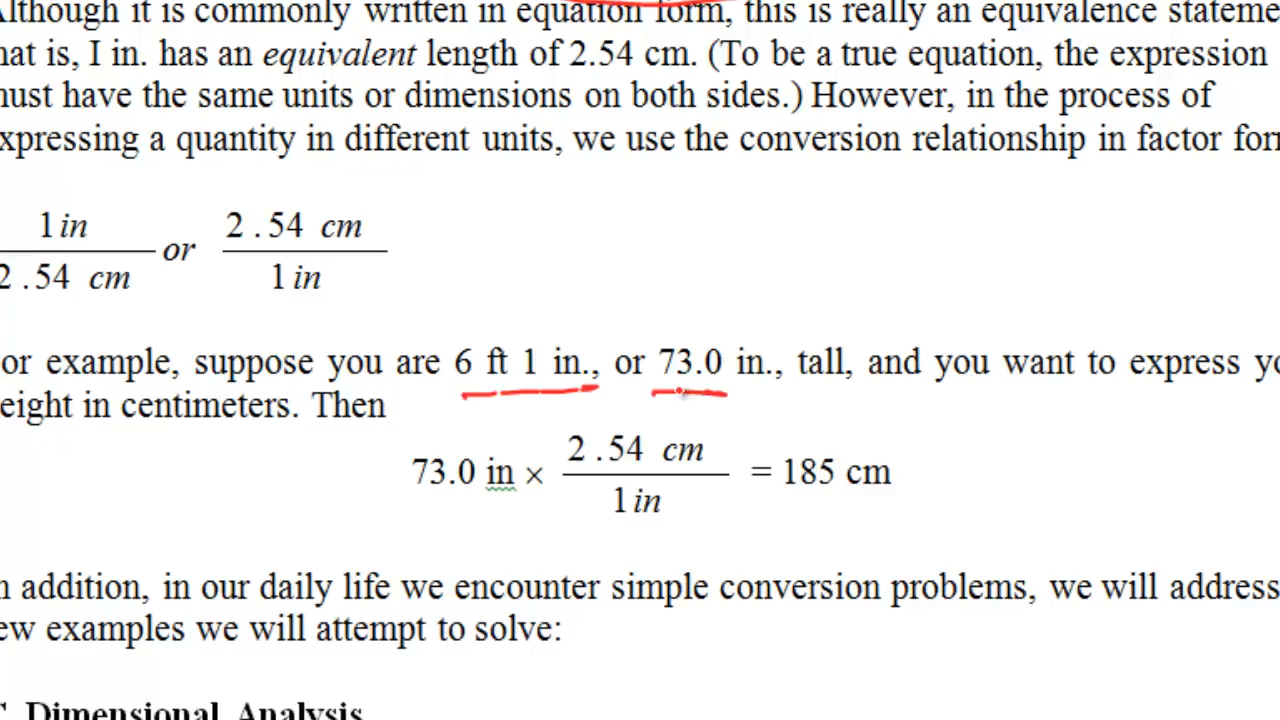 lthough it is commonly written in equation form, this is really an equivalence stateme
hat is, I in. has an equivalent length of 2.54 cm. (To be a true equation, the expression
must have the same units or dimensions on both sides.) However, in the process of
xpressing a quantity in different units, we use the conversion relationship in factor for
1 in / 2.54 cm or 2.54 cm / 1 in
or example, suppose you are 6 ft 1 in., or 73.0 in., tall, and you want to express yo
eight in centimeters. Then
73.0 in × 2.54 cm / 1 in = 185 cm
n addition, in our daily life we encounter simple conversion problems, we will address
ew examples we will attempt to solve:
Dimensional Analysis